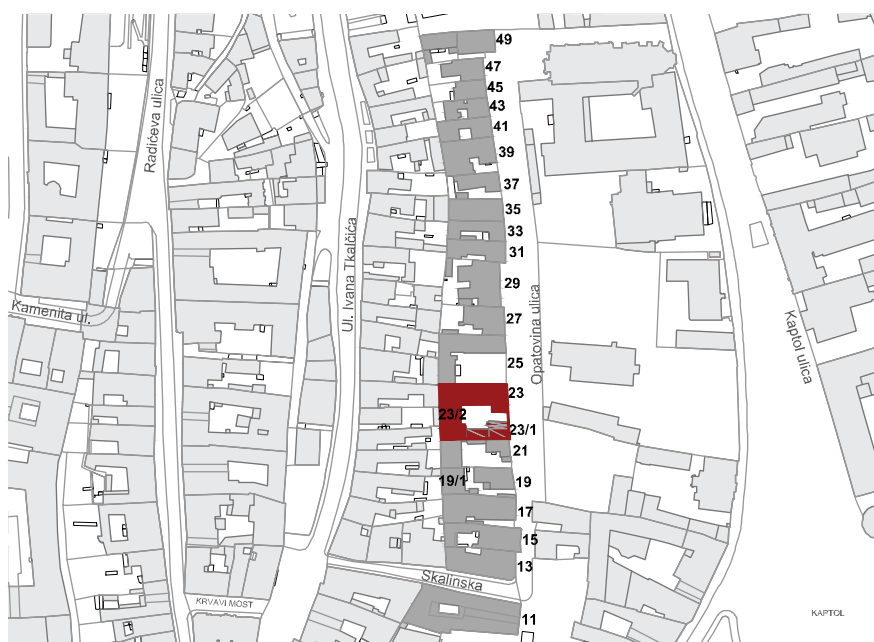 49
47
45
43
41
39
37
35
33
31
29
27
25
23
23/2
23/1
21
19/1
19
17
15
13
11
Radićeva ulica
Ul. Ivana Tkalčića
Opatovina ulica
Kaptol ulica
Kamenita ul.
Skalinska
KRVAVI MOST
KAPTOL